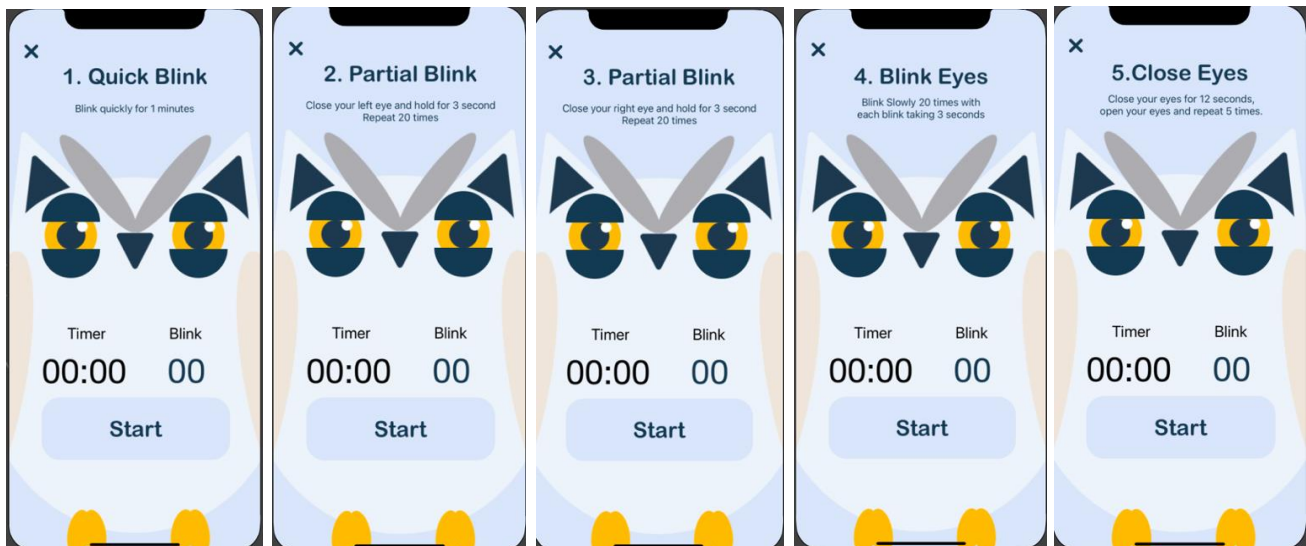 1. Quick Blink
Blink quickly for 1 minutes
Timer Blink
00:00 00
Start
2. Partial Blink
Close your left eye and hold for 3 second
Repeat 20 times
Timer Blink
00:00 00
Start
3. Partial Blink
Close your right eye and hold for 3 second
Repeat 20 times
Timer Blink
00:00 00
Start
4. Blink Eyes
Blink Slowly 20 times with
each blink taking 3 seconds
Timer Blink
00:00 00
Start
5.Close Eyes
Close your eyes for 12 seconds,
open your eyes and repeat 5 times.
Timer Blink
00:00 00
Start